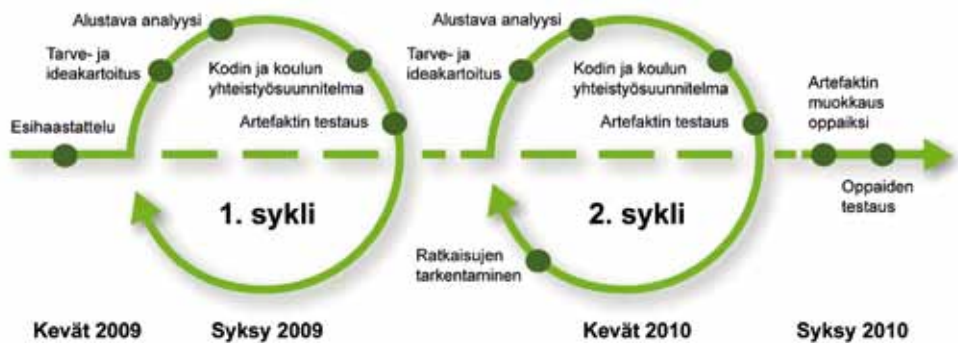 Esihaastattelu
Tarve- ja
ideakartoitus
Alustava analyysi
Kodin ja koulun
yhteistyösuunnitelma
Artefaktin testaus
1. sykli
Tarve- ja
ideakartoitus
Alustava analyysi
Kodin ja koulun
yhteistyösuunnitelma
Artefaktin testaus
2. sykli
Ratkaisujen
tarkentaminen
Artefaktin
muokkaus
oppaiksi
Oppaiden
testaus
Kevät 2009
Syksy 2009
Kevät 2010
Syksy 2010